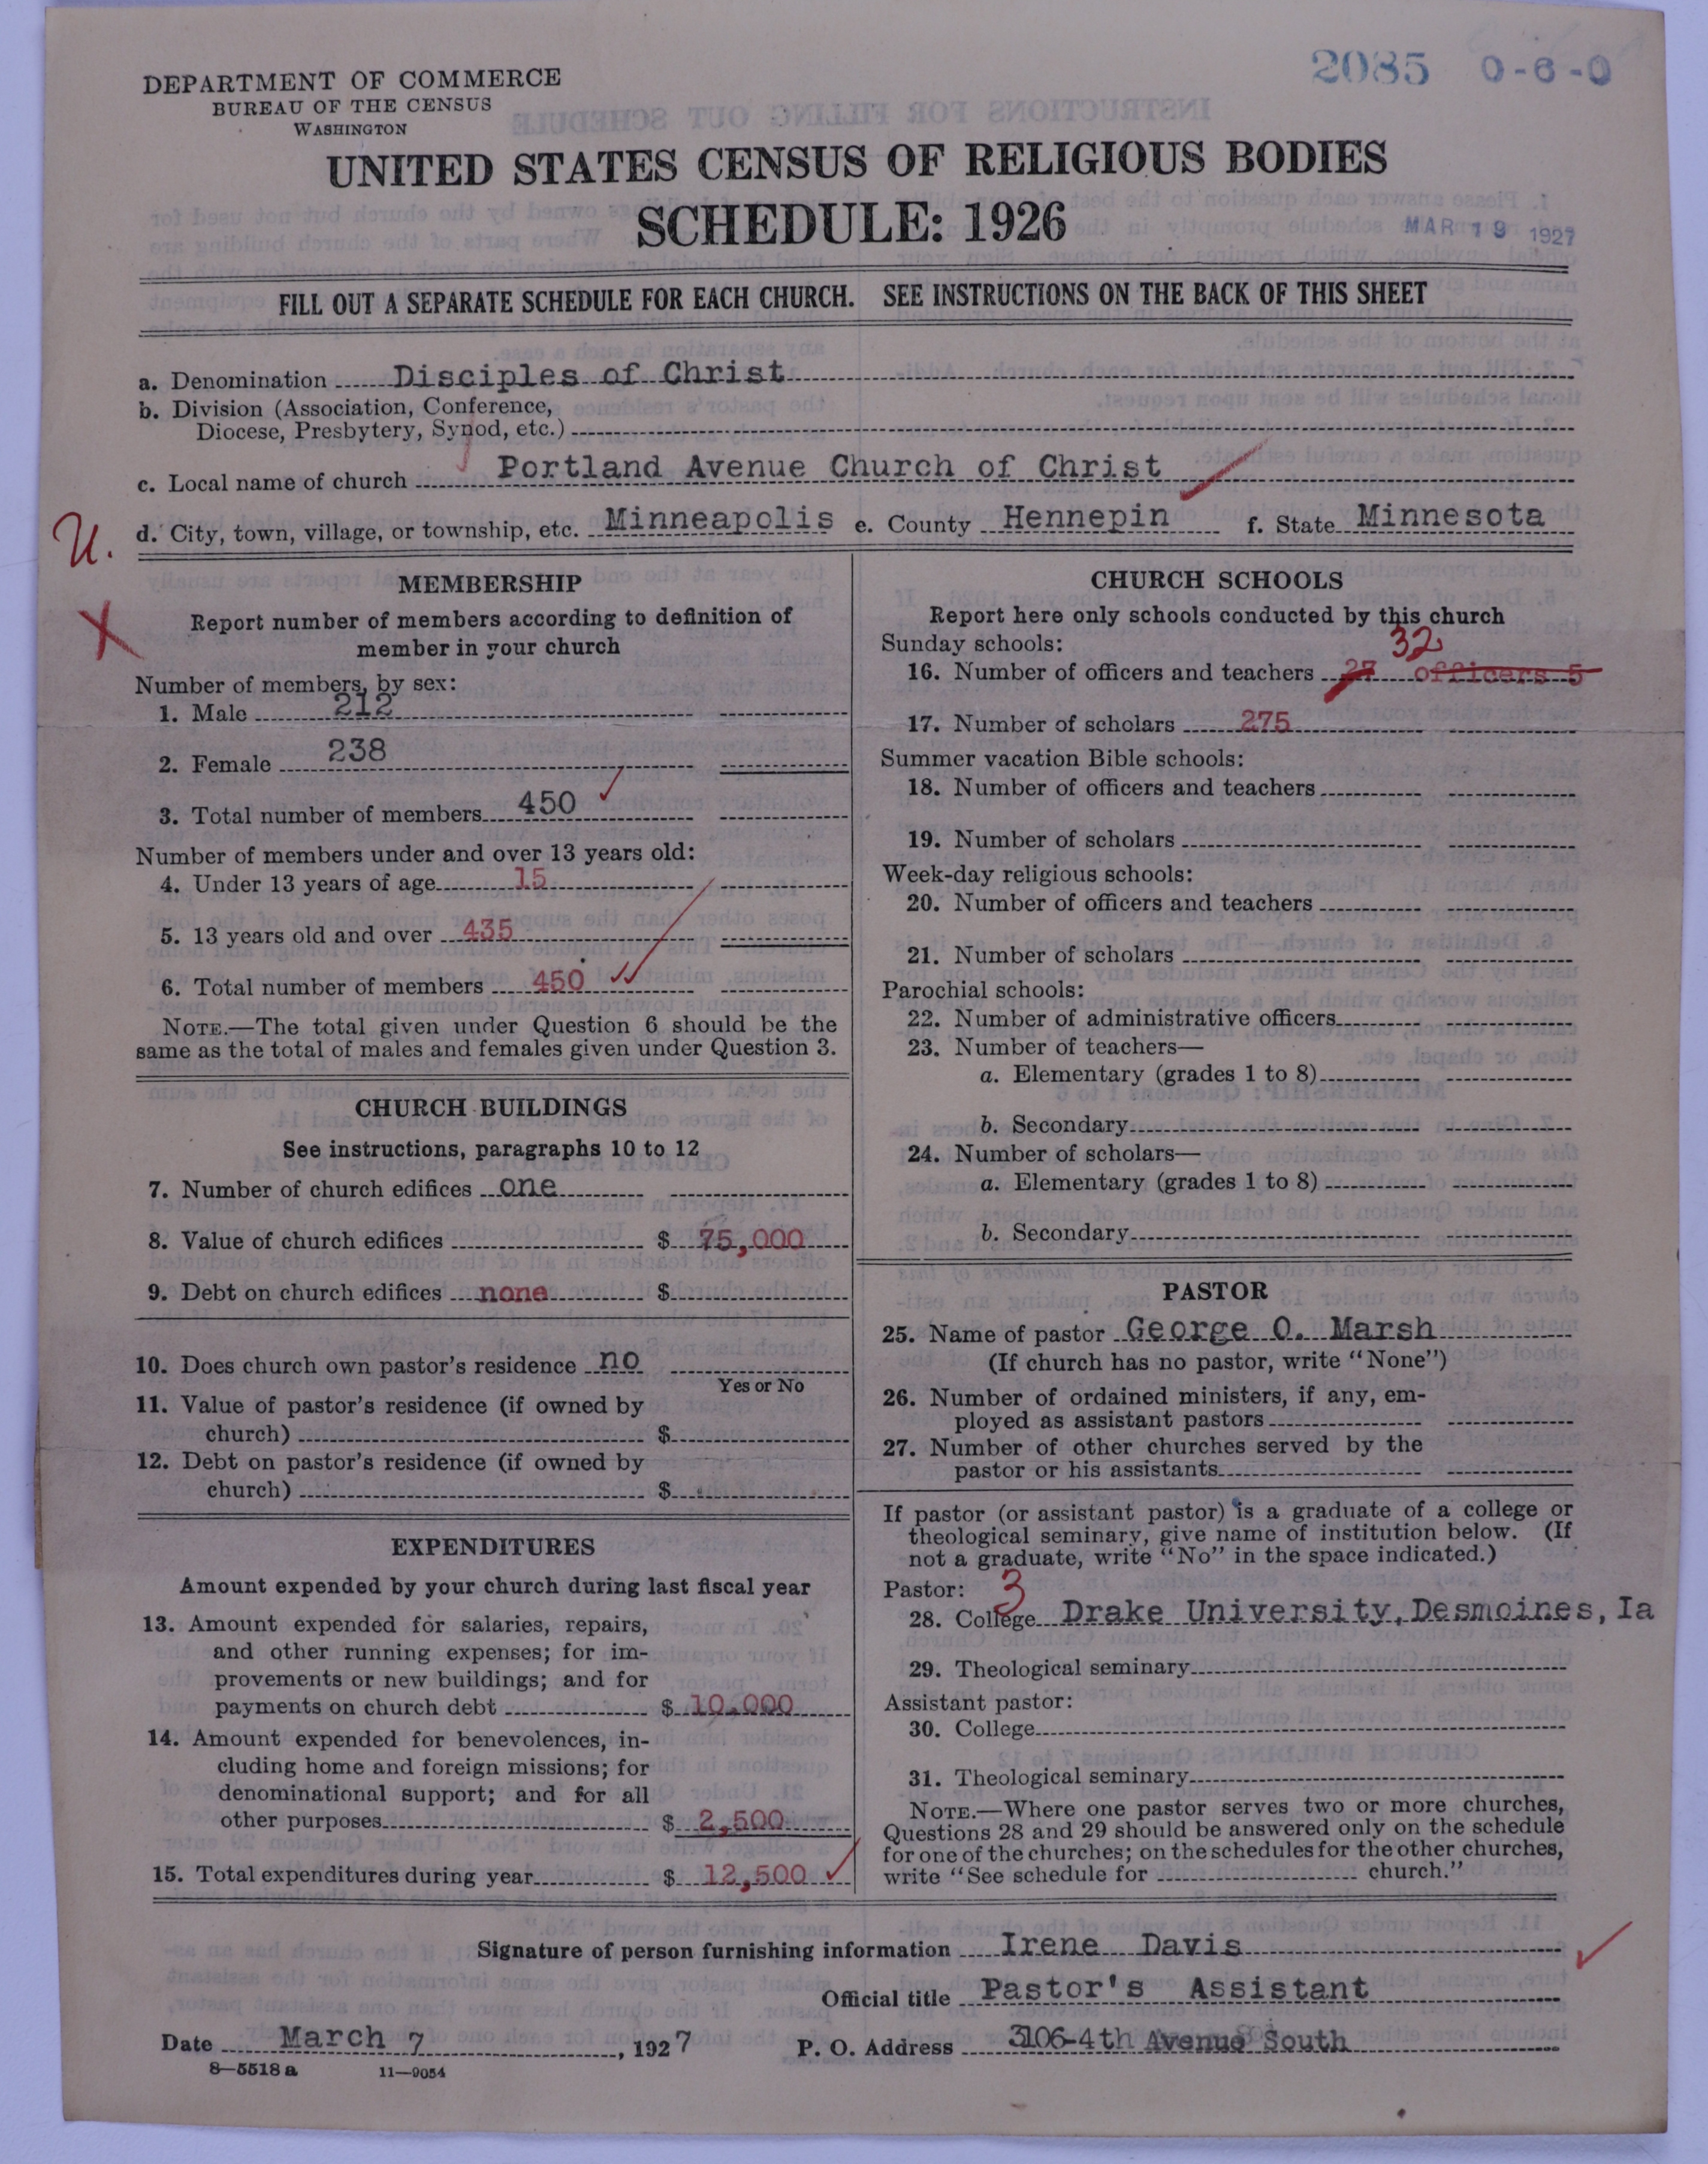 2085 0-6-0
DEPARTMENT OF COMMERCE
BUREAU OF THE CENSUS
WASHINGTON
UNITED STATES CENSUS OF RELIGIOUS BODIES
SCHEDULE: 1926
MAR 19 1927
FILL OUT A SEPARATE SCHEDULE FOR EACH CHURCH. SEE INSTRUCTIONS ON THE BACK OF THIS SHEET
a. Denomination Disciples of Christ
b. Division (Association, Conference,
Diocese, Presbytery, Synod, etc.)
c. Local name of church Portland Avenue Church of Christ
U.
d. City, town, village, or township, etc. Minneapolis e. County Hennepin f. State Minnesota
X
MEMBERSHIP
Report number of members according to definition of
member in your church
Number of members, by sex:
1. Male 212
2. Female 238
3. Total number of members 450
Number of members under and over 13 years old:
4. Under 13 years of age 15
5. 13 years old and over 435
6. Total number of members 450
NOTE.—The total given under Question 6 should be the
same as the total of males and females given under Question 3.
CHURCH BUILDINGS
See instructions, paragraphs 10 to 12
7. Number of church edifices one
8. Value of church edifices $ 75,000
9. Debt on church edifices none $
10. Does church own pastor's residence no
Yes or No
11. Value of pastor's residence (if owned by
church) $
12. Debt on pastor's residence (if owned by
church) $
EXPENDITURES
Amount expended by your church during last fiscal year
13. Amount expended for salaries, repairs,
and other running expenses; for im-
provements or new buildings; and for
payments on church debt $ 10,000
14. Amount expended for benevolences, in-
cluding home and foreign missions; for
denominational support; and for all
other purposes $ 2,500
15. Total expenditures during year $ 12,500
CHURCH SCHOOLS
Report here only schools conducted by this church
Sunday schools:
32
16. Number of officers and teachers 27 officers 5
17. Number of scholars 275
Summer vacation Bible schools:
18. Number of officers and teachers
19. Number of scholars
Week-day religious schools:
20. Number of officers and teachers
21. Number of scholars
Parochial schools:
22. Number of administrative officers
23. Number of teachers—
a. Elementary (grades 1 to 8)
b. Secondary
24. Number of scholars—
a. Elementary (grades 1 to 8)
b. Secondary
PASTOR
25. Name of pastor George O. Marsh
(If church has no pastor, write "None")
26. Number of ordained ministers, if any, em-
ployed as assistant pastors
27. Number of other churches served by the
pastor or his assistants
If pastor (or assistant pastor) is a graduate of a college or
theological seminary, give name of institution below. (If
not a graduate, write "No" in the space indicated.)
Pastor: 3
28. College Drake University, Desmoines, Ia
29. Theological seminary
Assistant pastor:
30. College
31. Theological seminary
NOTE.—Where one pastor serves two or more churches,
Questions 28 and 29 should be answered only on the schedule
for one of the churches; on the schedules for the other churches,
write "See schedule for church."
Signature of person furnishing information Irene Davis
Official title Pastor's Assistant
Date March 7, 1927 P. O. Address 3106-4th Avenue South
8—5518 a 11—9054